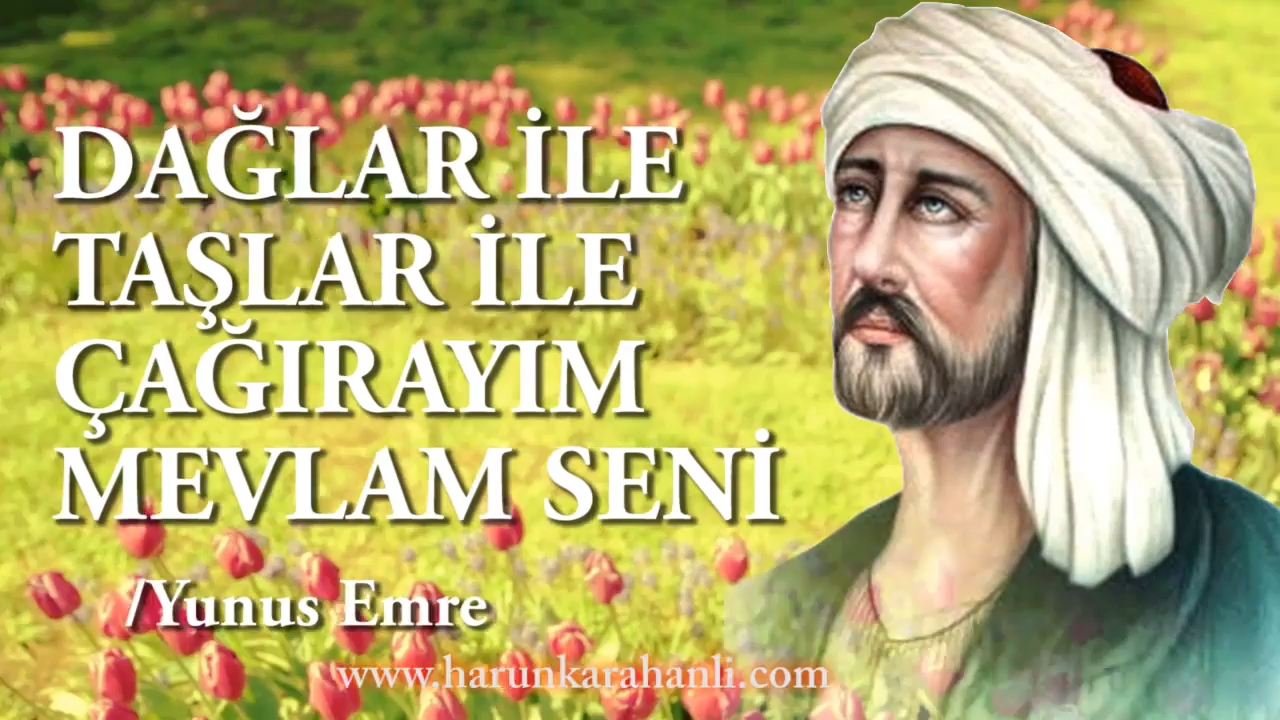 DAĞLAR İLE
TAŞLAR İLE
ÇAĞIRAYIM
MEVLAM SENİ
/Yunus Emre
www.harunkarahanli.com